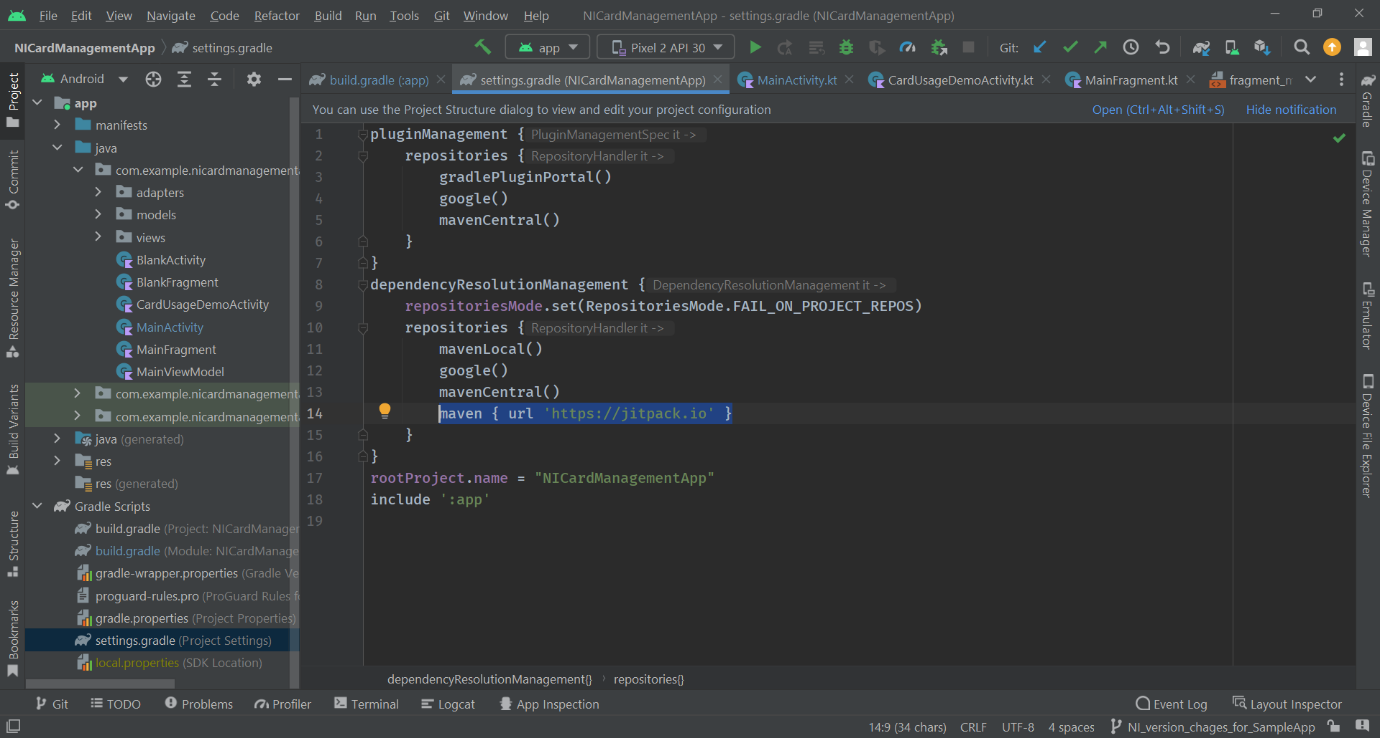 File Edit View Navigate Code Refactor Build Run Tools Git Window Help NICardManagementApp - settings.gradle (NICardManagementApp)
NICardManagementApp settings.gradle app Pixel 2 API 30 Git:
Project
Commit
Resource Manager
Build Variants
Structure
Bookmarks
Android
app
manifests
java
com.example.nicardmanagementa
adapters
models
views
BlankActivity
BlankFragment
CardUsageDemoActivity
MainActivity
MainFragment
MainViewModel
com.example.nicardmanagementa
com.example.nicardmanagementa
java (generated)
res
res (generated)
Gradle Scripts
build.gradle (Project: NICardManager
build.gradle (Module: NICardManage
gradle-wrapper.properties (Gradle Ve
proguard-rules.pro (ProGuard Rules fo
gradle.properties (Project Properties)
settings.gradle (Project Settings)
local.properties (SDK Location)
build.gradle (:app) settings.gradle (NICardManagementApp) MainActivity.kt CardUsageDemoActivity.kt MainFragment.kt fragment_m
You can use the Project Structure dialog to view and edit your project configuration Open (Ctrl+Alt+Shift+S) Hide notification
1 pluginManagement { PluginManagementSpec it ->
2 repositories { RepositoryHandler it ->
3 gradlePluginPortal()
4 google()
5 mavenCentral()
6 }
7 }
8 dependencyResolutionManagement { DependencyResolutionManagement it ->
9 repositoriesMode.set(RepositoriesMode.FAIL_ON_PROJECT_REPOS)
10 repositories { RepositoryHandler it ->
11 mavenLocal()
12 google()
13 mavenCentral()
14 maven { url 'https://jitpack.io' }
15 }
16 }
17 rootProject.name = "NICardManagementApp"
18 include ':app'
19
dependencyResolutionManagement{} repositories{}
Gradle
Device Manager
Emulator
Device File Explorer
Git TODO Problems Profiler Terminal Logcat App Inspection Event Log Layout Inspector
14:9 (34 chars) CRLF UTF-8 4 spaces NI_version_chages_for_SampleApp